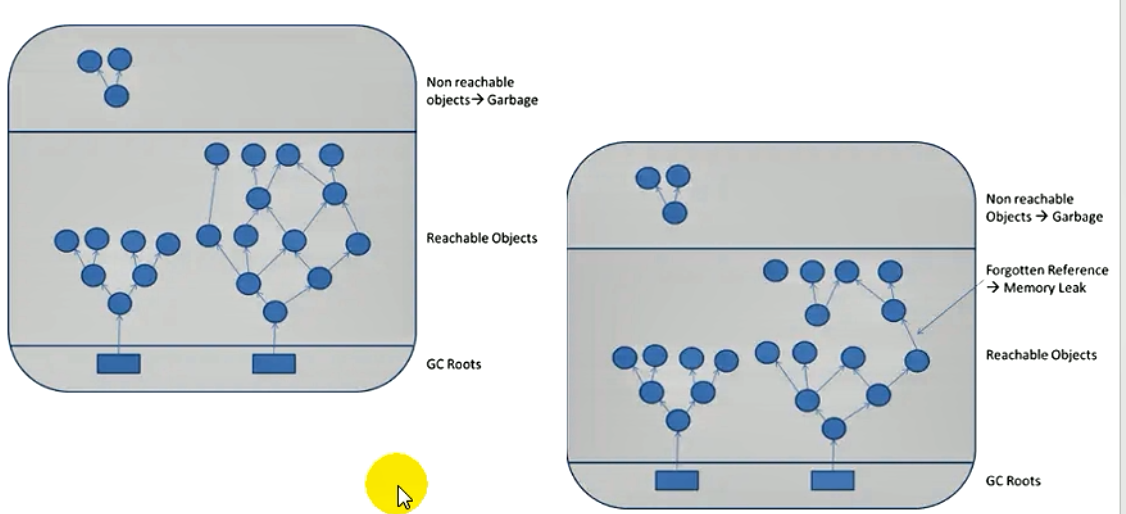 Non reachable
objects→ Garbage
Reachable Objects
GC Roots
Non reachable
Objects → Garbage
Forgotten Reference
→ Memory Leak
Reachable Objects
GC Roots